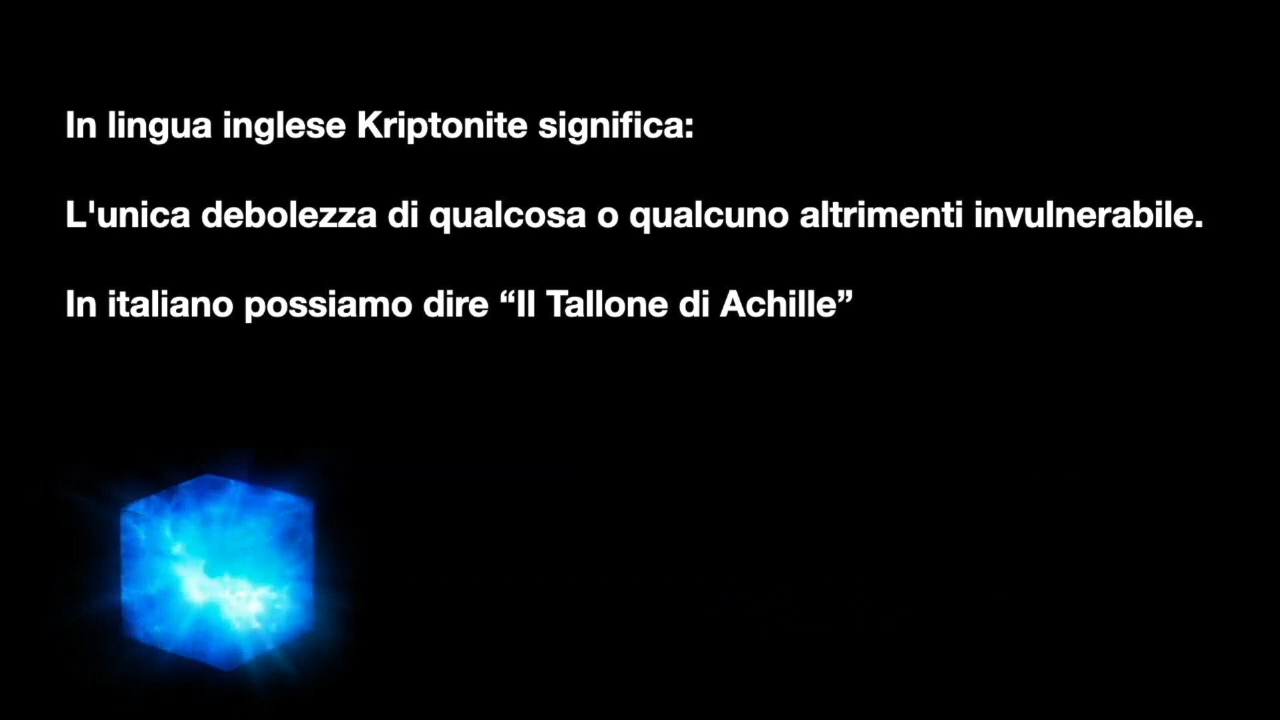 In lingua inglese Kriptonite significa:
L'unica debolezza di qualcosa o qualcuno altrimenti invulnerabile.
In italiano possiamo dire “Il Tallone di Achille”